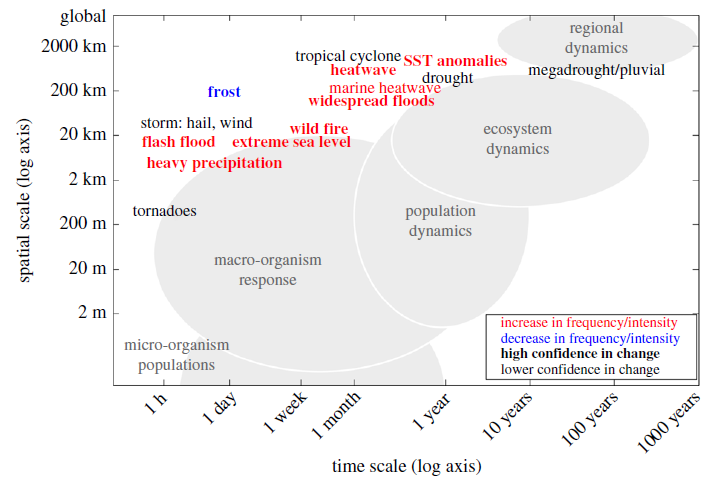 global
2000 km
200 km
20 km
2 km
200 m
20 m
2 m
spatial scale (log axis)
regional
dynamics
tropical cyclone
SST anomalies
heatwave
megadrought/pluvial
drought
marine heatwave
frost
widespread floods
storm: hail, wind
wild fire
ecosystem
dynamics
flash flood
extreme sea level
heavy precipitation
tornadoes
population
dynamics
macro-organism
response
micro-organism
populations
increase in frequency/intensity
decrease in frequency/intensity
high confidence in change
lower confidence in change
1 h
1 day
1 week
1 month
1 year
10 years
100 years
1000 years
time scale (log axis)